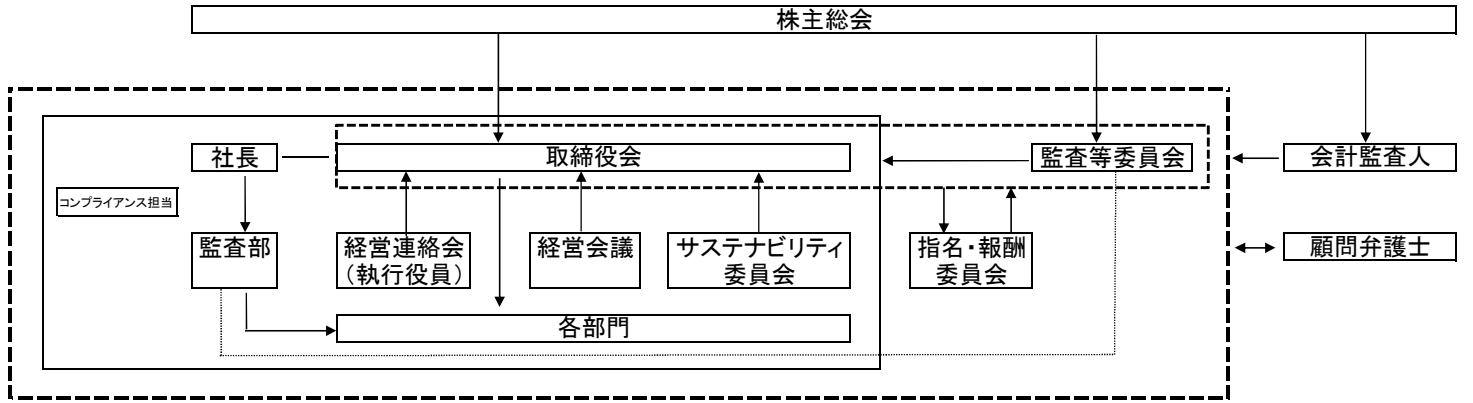 株主総会
社長
取締役会
監査等委員会
会計監査人
コンプライアンス担当
監査部
経営連絡会
（執行役員）
経営会議
サステナビリティ
委員会
指名・報酬
委員会
顧問弁護士
各部門